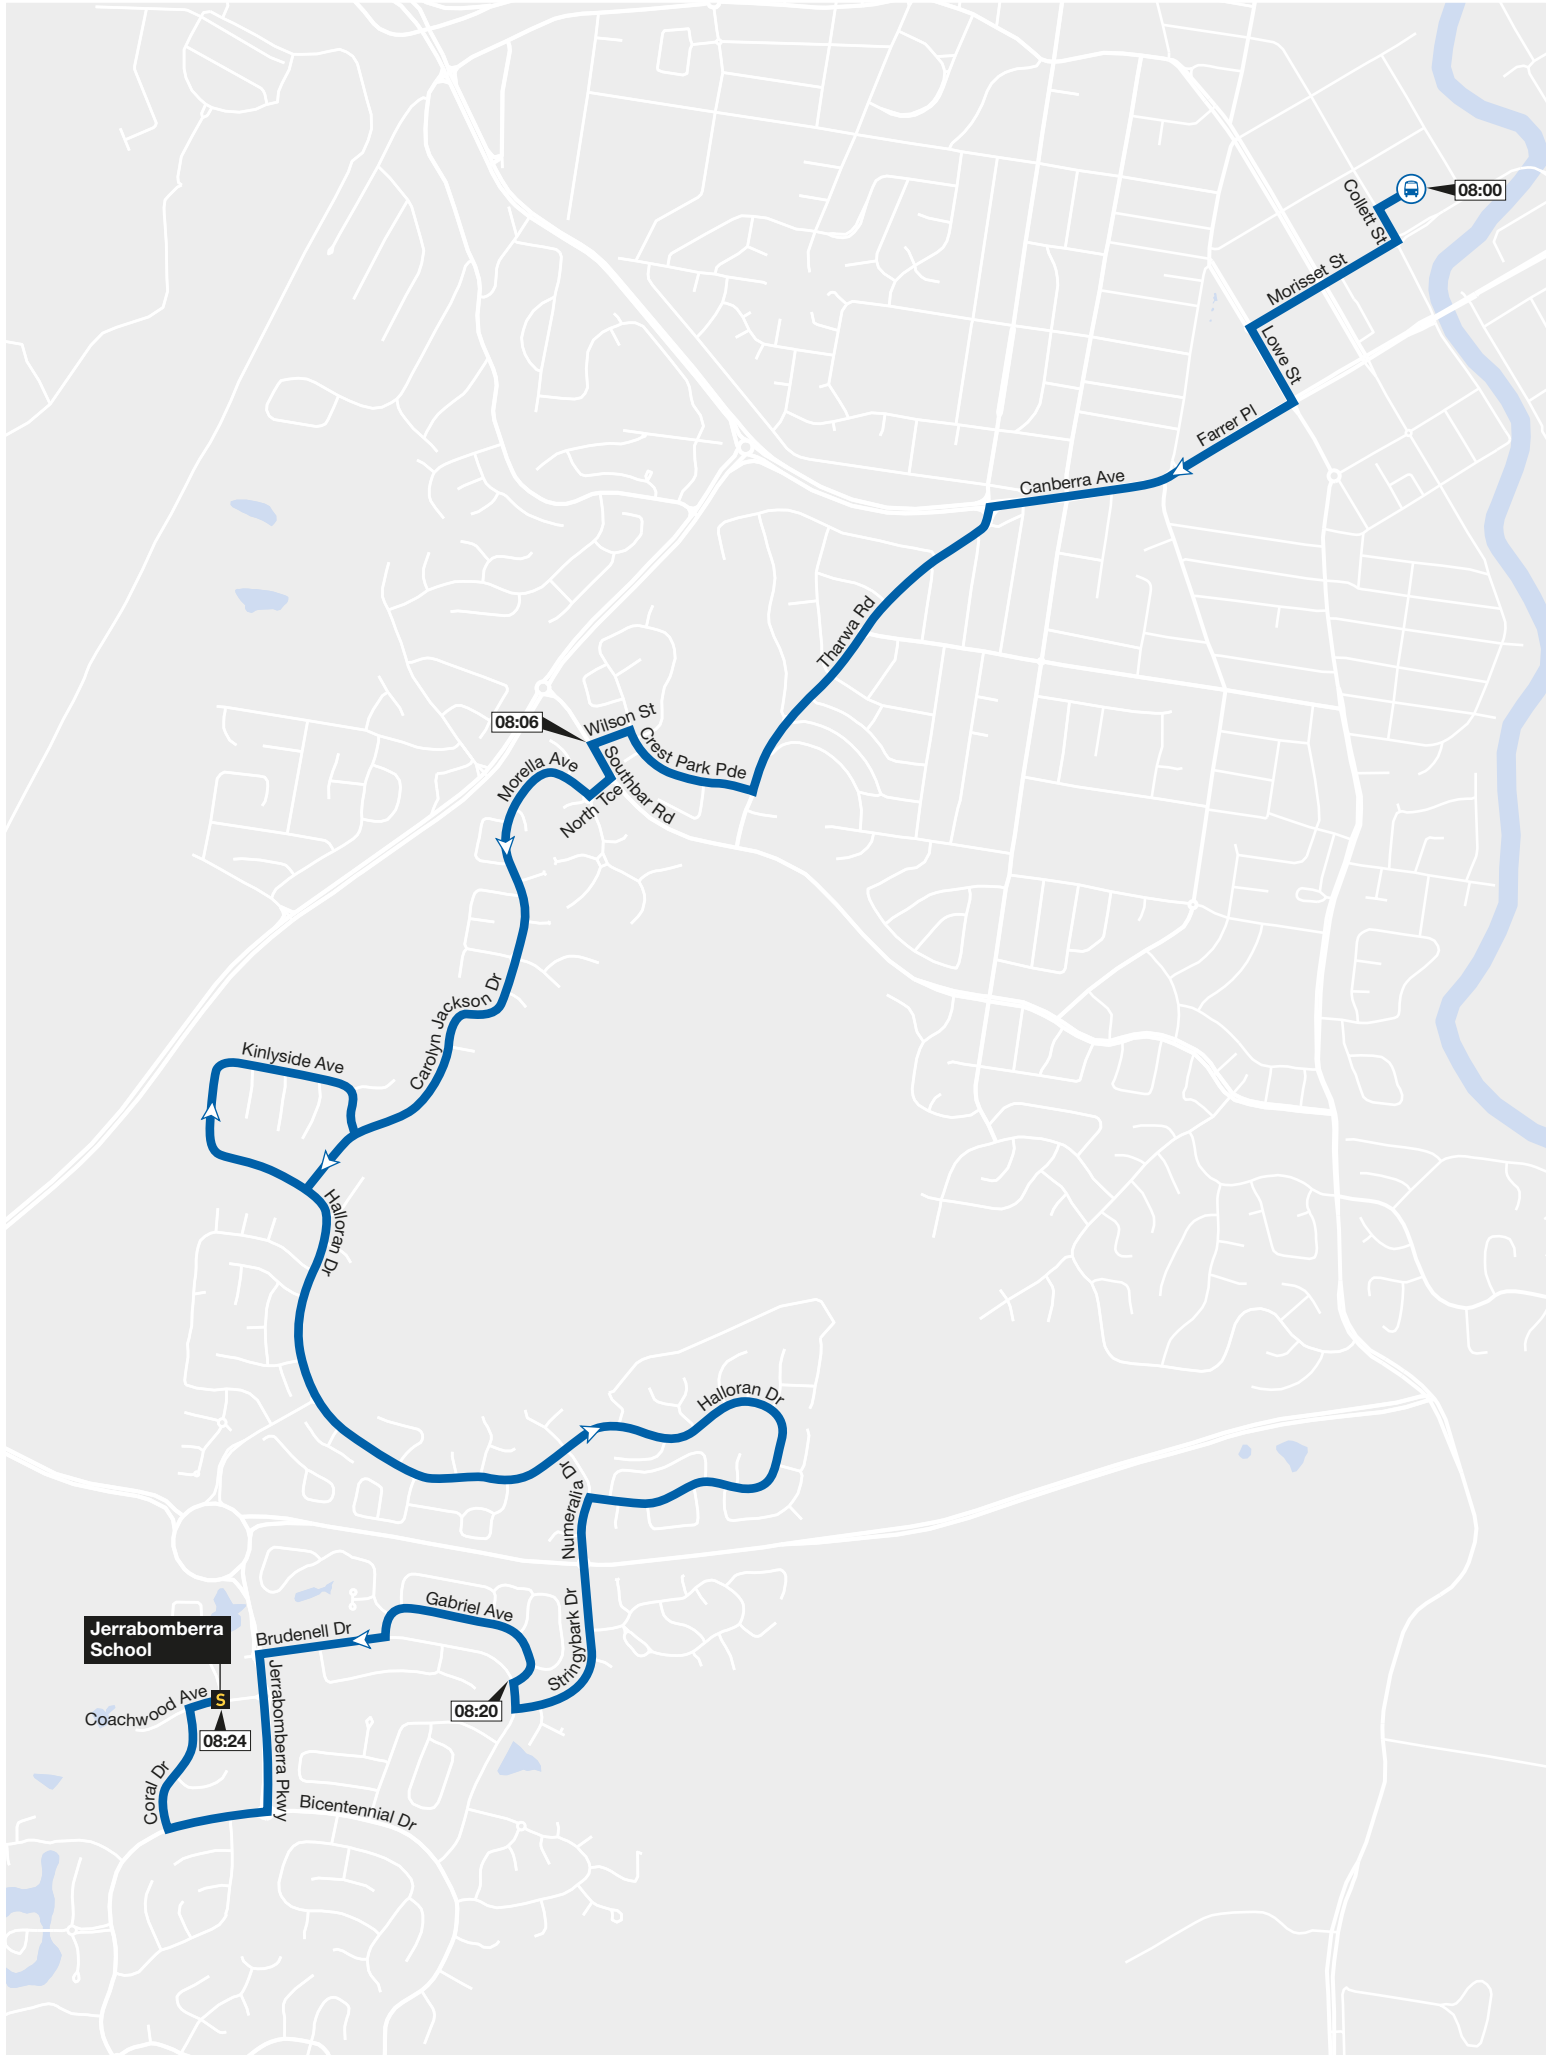 08:00
Collett St
Morisset St
Lowe St
Farrer Pl
Canberra Ave
Tharwa Rd
08:06
Wilson St
Crest Park Pde
Southbar Rd
Morella Ave
North Tce
Carolyn Jackson Dr
Kinlyside Ave
Halloran Dr
Halloran Dr
Numeralia Dr
Stringybark Dr
Gabriel Ave
Brudenell Dr
Jerrabomberra
School
S
Coachwood Ave
08:20
08:24
Jerrabomberra Pkwy
Coral Dr
Bicentennial Dr